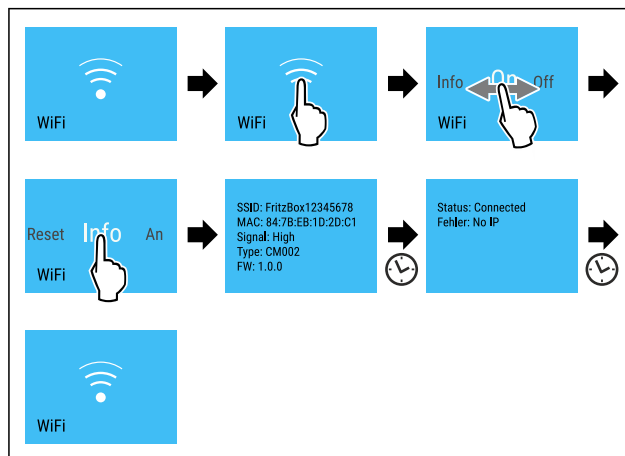 WiFi
WiFi
Info On Off
WiFi
Reset Info An
WiFi
SSID: FritzBox12345678
MAC: 84:7B:EB:1D:2D:C1
Signal: High
Type: CM002
FW: 1.0.0
Status: Connected
Fehler: No IP
WiFi